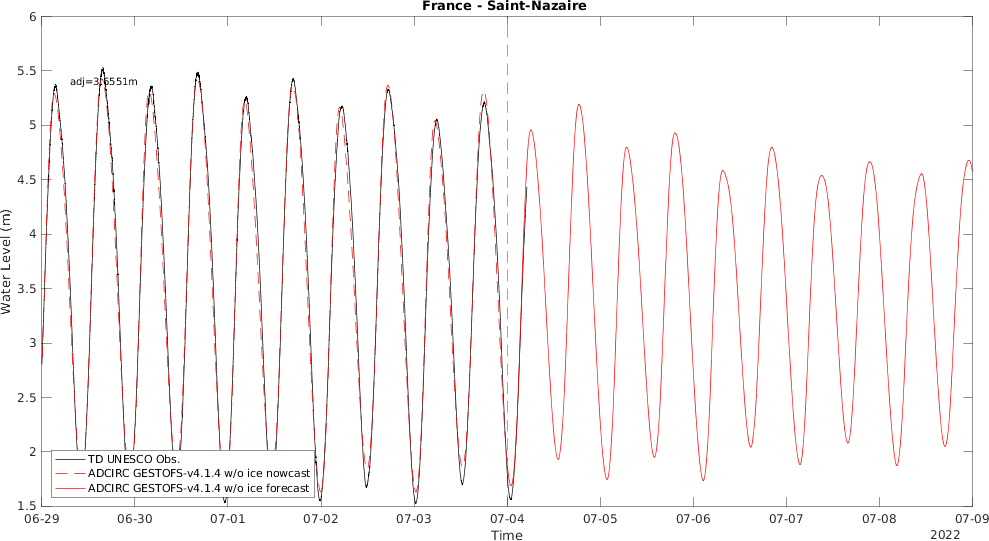 France - Saint-Nazaire
6
5.5
5
4.5
4
3.5
3
2.5
2
1.5
Water Level (m)
adj=3.6551m
TD UNESCO Obs.
ADCIRC GESTOFS-v4.1.4 w/o ice nowcast
ADCIRC GESTOFS-v4.1.4 w/o ice forecast
06-29 06-30 07-01 07-02 07-03 07-04 07-05 07-06 07-07 07-08 07-09
Time
2022